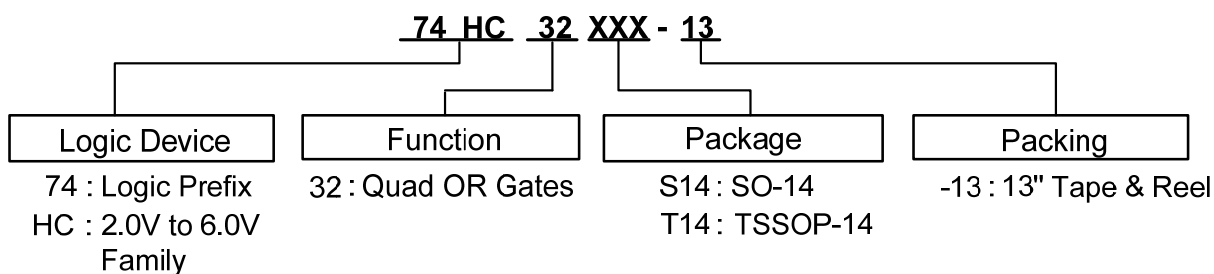 74 HC 32 XXX - 13
Logic Device
74 : Logic Prefix
HC : 2.0V to 6.0V
Family
Function
32 : Quad OR Gates
Package
S14 : SO-14
T14 : TSSOP-14
Packing
-13 : 13" Tape & Reel